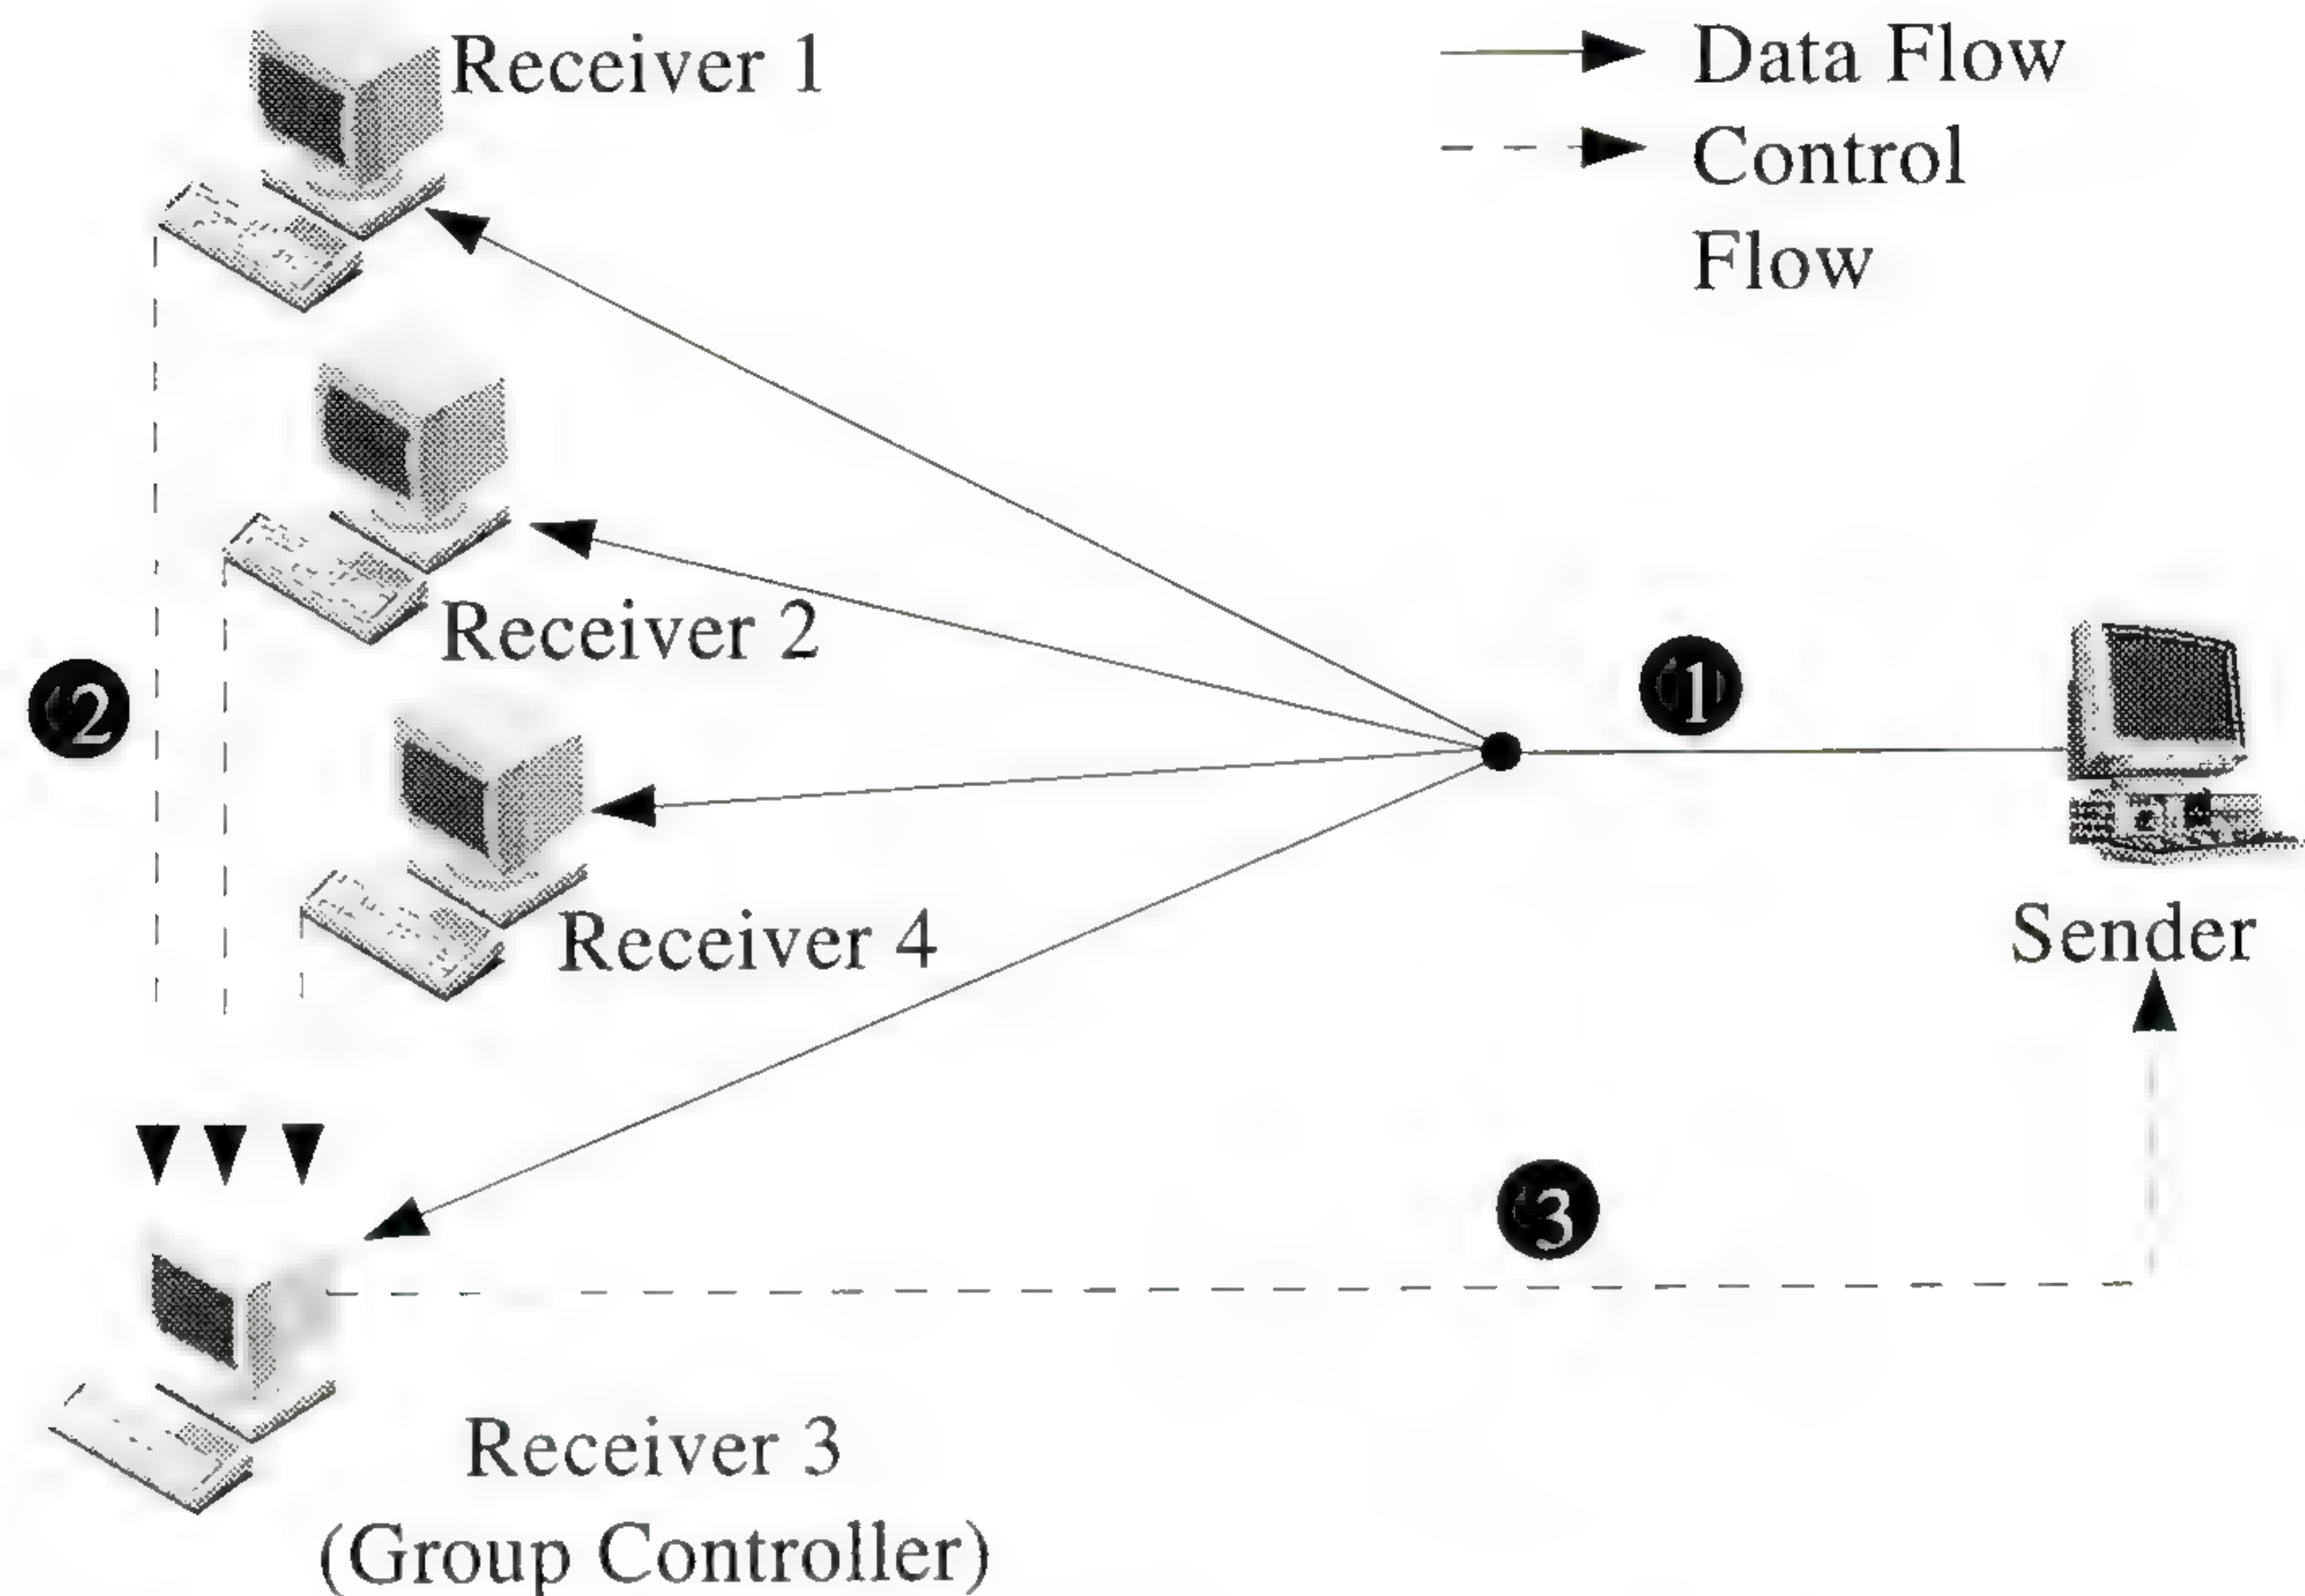 Receiver 1
Data Flow
Control
Flow
Receiver 2
1
2
Receiver 4
Sender
3
Receiver 3
(Group Controller)